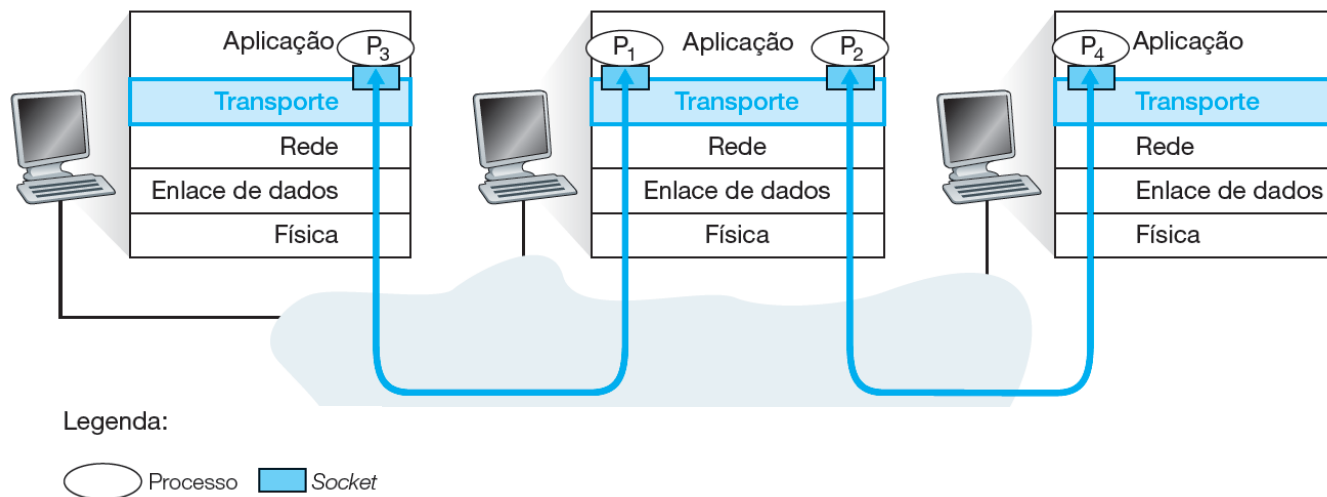 Aplicação P3 P1 Aplicação P2 P4 Aplicação
Transporte Transporte Transporte
Rede Rede Rede
Enlace de dados Enlace de dados Enlace de dados
Física Física Física
Legenda:
Processo Socket